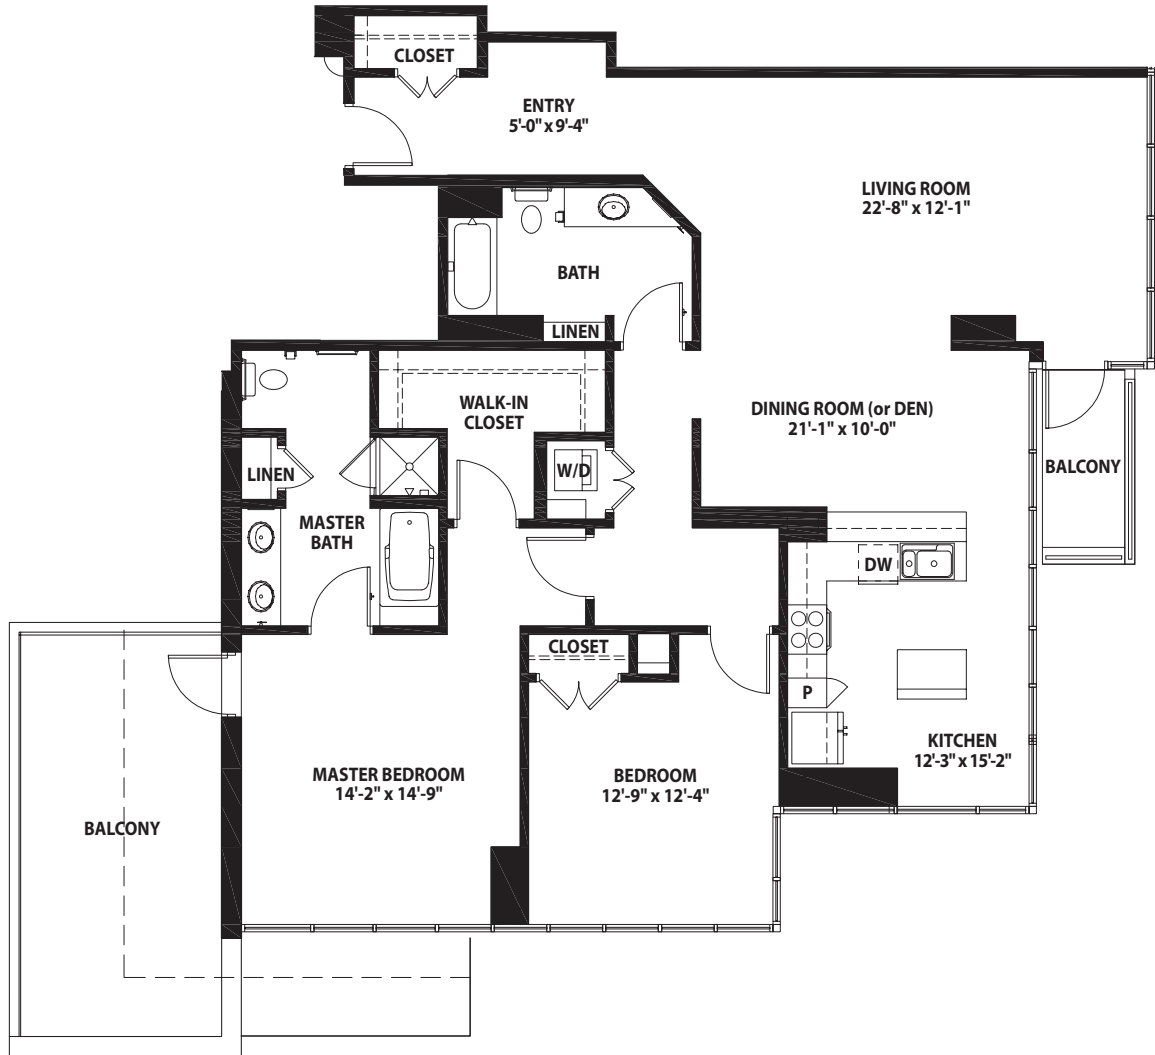 CLOSET
ENTRY
5'-0" x 9'-4"
LIVING ROOM
22'-8" x 12'-1"
BATH
LINEN
WALK-IN
CLOSET
DINING ROOM (or DEN)
21'-1" x 10'-0"
BALCONY
LINEN
W/D
MASTER
BATH
DW
CLOSET
P
KITCHEN
12'-3" x 15'-2"
MASTER BEDROOM
14'-2" x 14'-9"
BEDROOM
12'-9" x 12'-4"
BALCONY